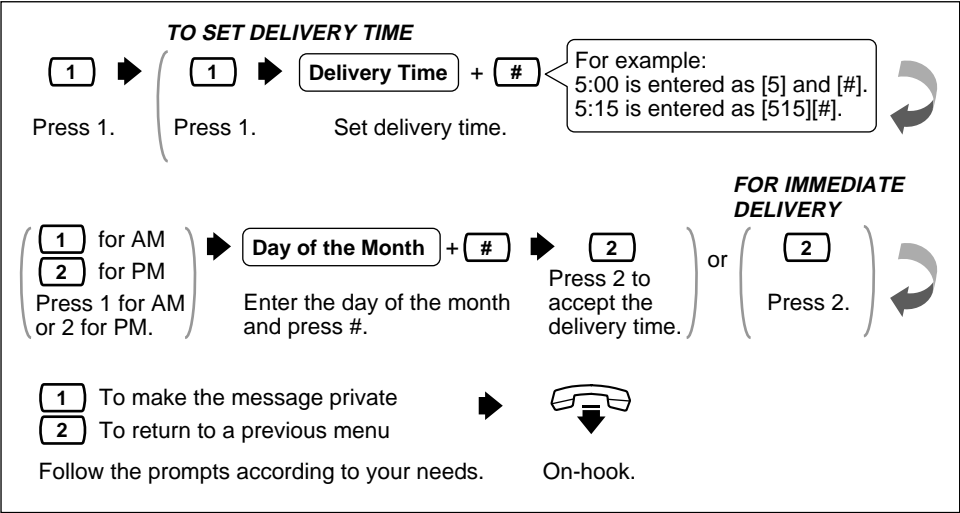 TO SET DELIVERY TIME
1 1 Delivery Time + # For example:
5:00 is entered as [5] and [#].
5:15 is entered as [515][#].
Press 1. Press 1. Set delivery time.
FOR IMMEDIATE
DELIVERY
1 for AM
2 for PM
Press 1 for AM
or 2 for PM.
Day of the Month + #
Enter the day of the month
and press #.
2
Press 2 to
accept the
delivery time.
or
2
Press 2.
1 To make the message private
2 To return to a previous menu
Follow the prompts according to your needs. On-hook.